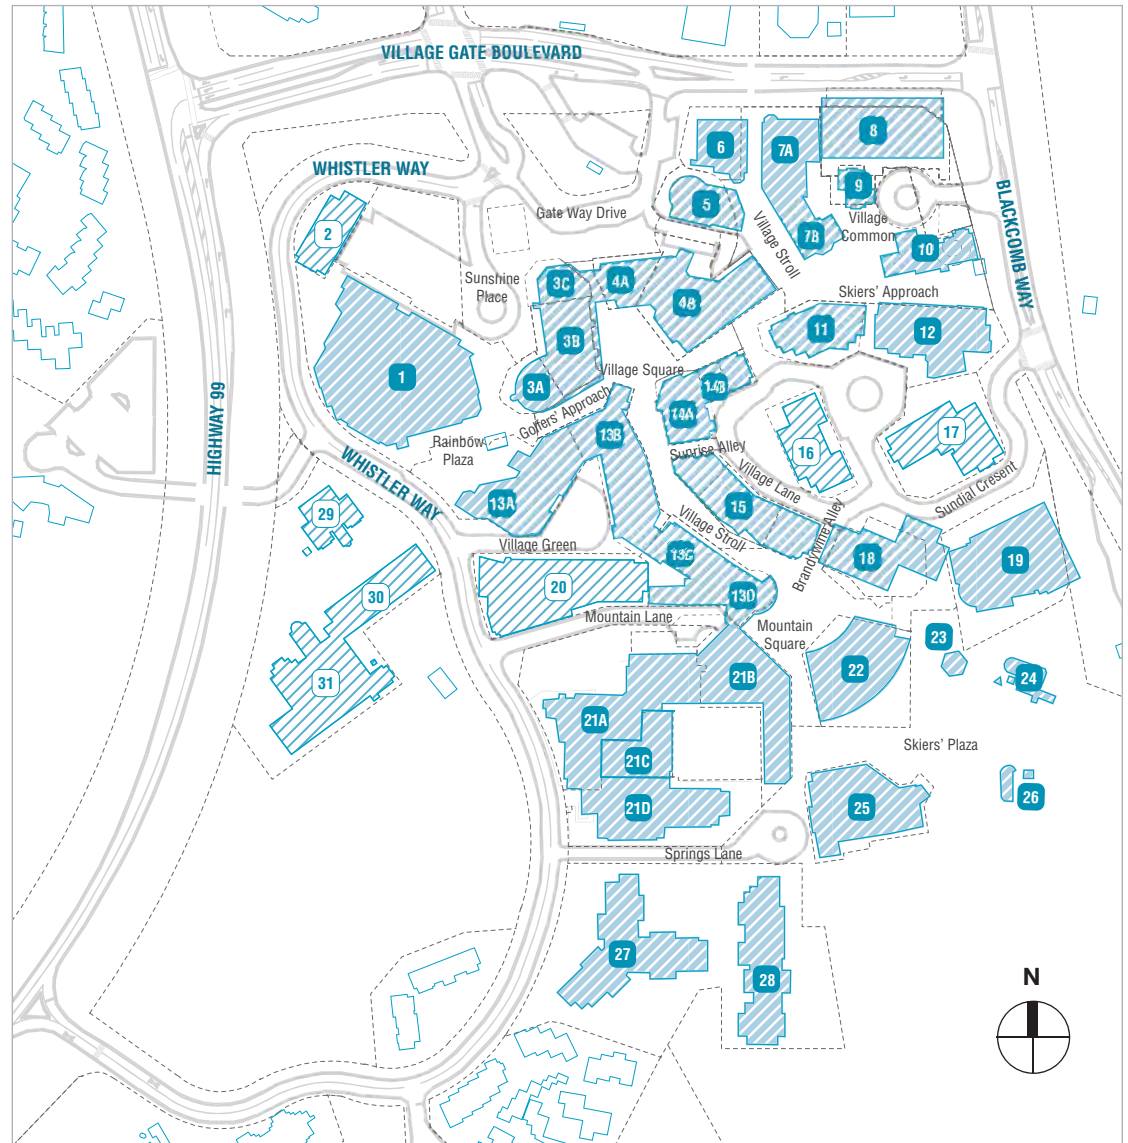 VILLAGE GATE BOULEVARD
WHISTLER WAY
BLACKCOMB WAY
HIGHWAY 99
WHISTLER WAY
Gate Way Drive
Village Stroll
Village
Common
Sunshine
Place
Skiers' Approach
Village Square
Golfers' Approach
Rainbow
Plaza
Sunrise Alley
Village Lane
Sundial Cresent
Village Stroll
Brandywine Alley
Village Green
Mountain Lane
Mountain
Square
Skiers' Plaza
Springs Lane
N
1
2
3A
3B
3C
4A
4B
5
6
7A
7B
8
9
10
11
12
13A
13B
13C
13D
14A
14B
15
16
17
18
19
20
21A
21B
21C
21D
22
23
24
25
26
27
28
29
30
31